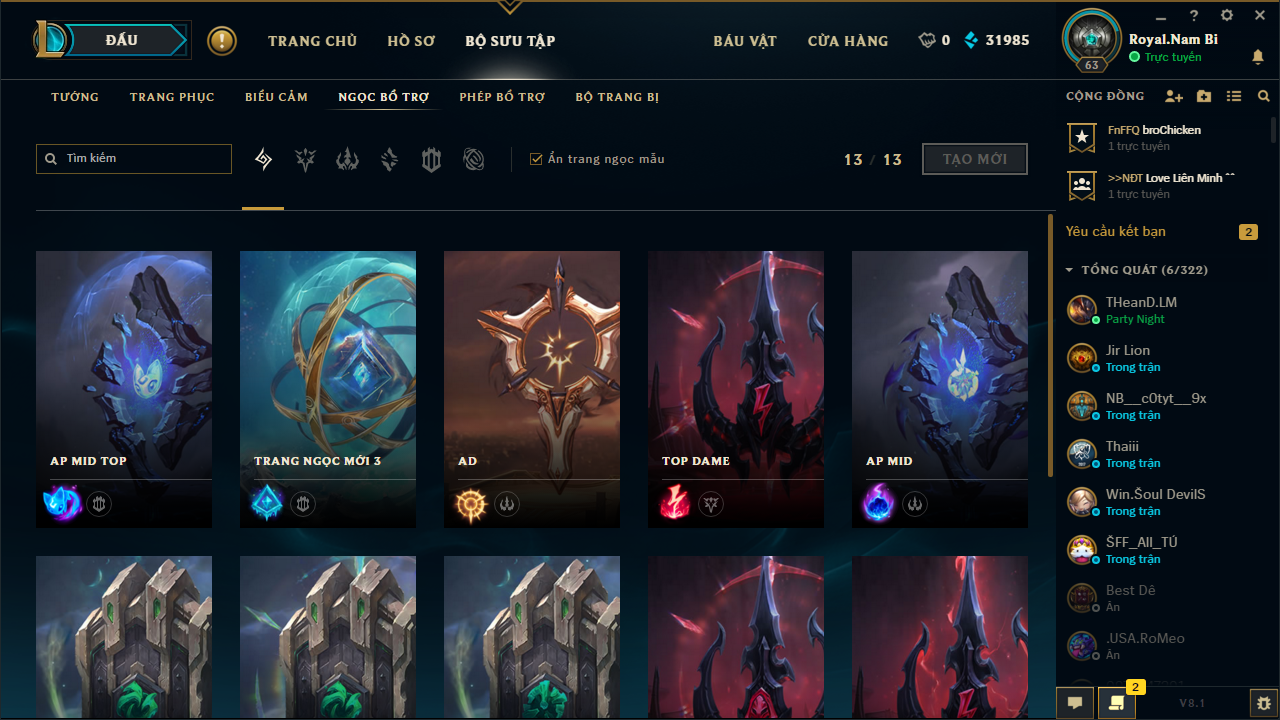 ĐẤU
TRANG CHỦ
HỒ SƠ
BỘ SƯU TẬP
BÁU VẬT
CỬA HÀNG
0
31985
63
Royal.Nam Bi
Trực tuyến
TƯỚNG
TRANG PHỤC
BIỂU CẢM
NGỌC BỔ TRỢ
PHÉP BỔ TRỢ
BỘ TRANG BỊ
CỘNG ĐỒNG
Tìm kiếm
Ẩn trang ngọc mẫu
13 / 13
TẠO MỚI
FnFFQ broChicken
1 trực tuyến
>>NĐT Love Liên Minh ^^
1 trực tuyến
Yêu cầu kết bạn
2
TỔNG QUÁT (6/322)
THeanD.LM
Party Night
Jir Lion
Trong trận
NB__c0tyt__9x
Trong trận
Thaiii
Trong trận
Win.Šoul DevilS
Trong trận
ŠFF_All_TÚ
Trong trận
Best Dê
Ẩn
.USA.RoMeo
Ẩn
AP MID TOP
TRANG NGỌC MỚI 3
AD
TOP DAME
AP MID
2
V8.1